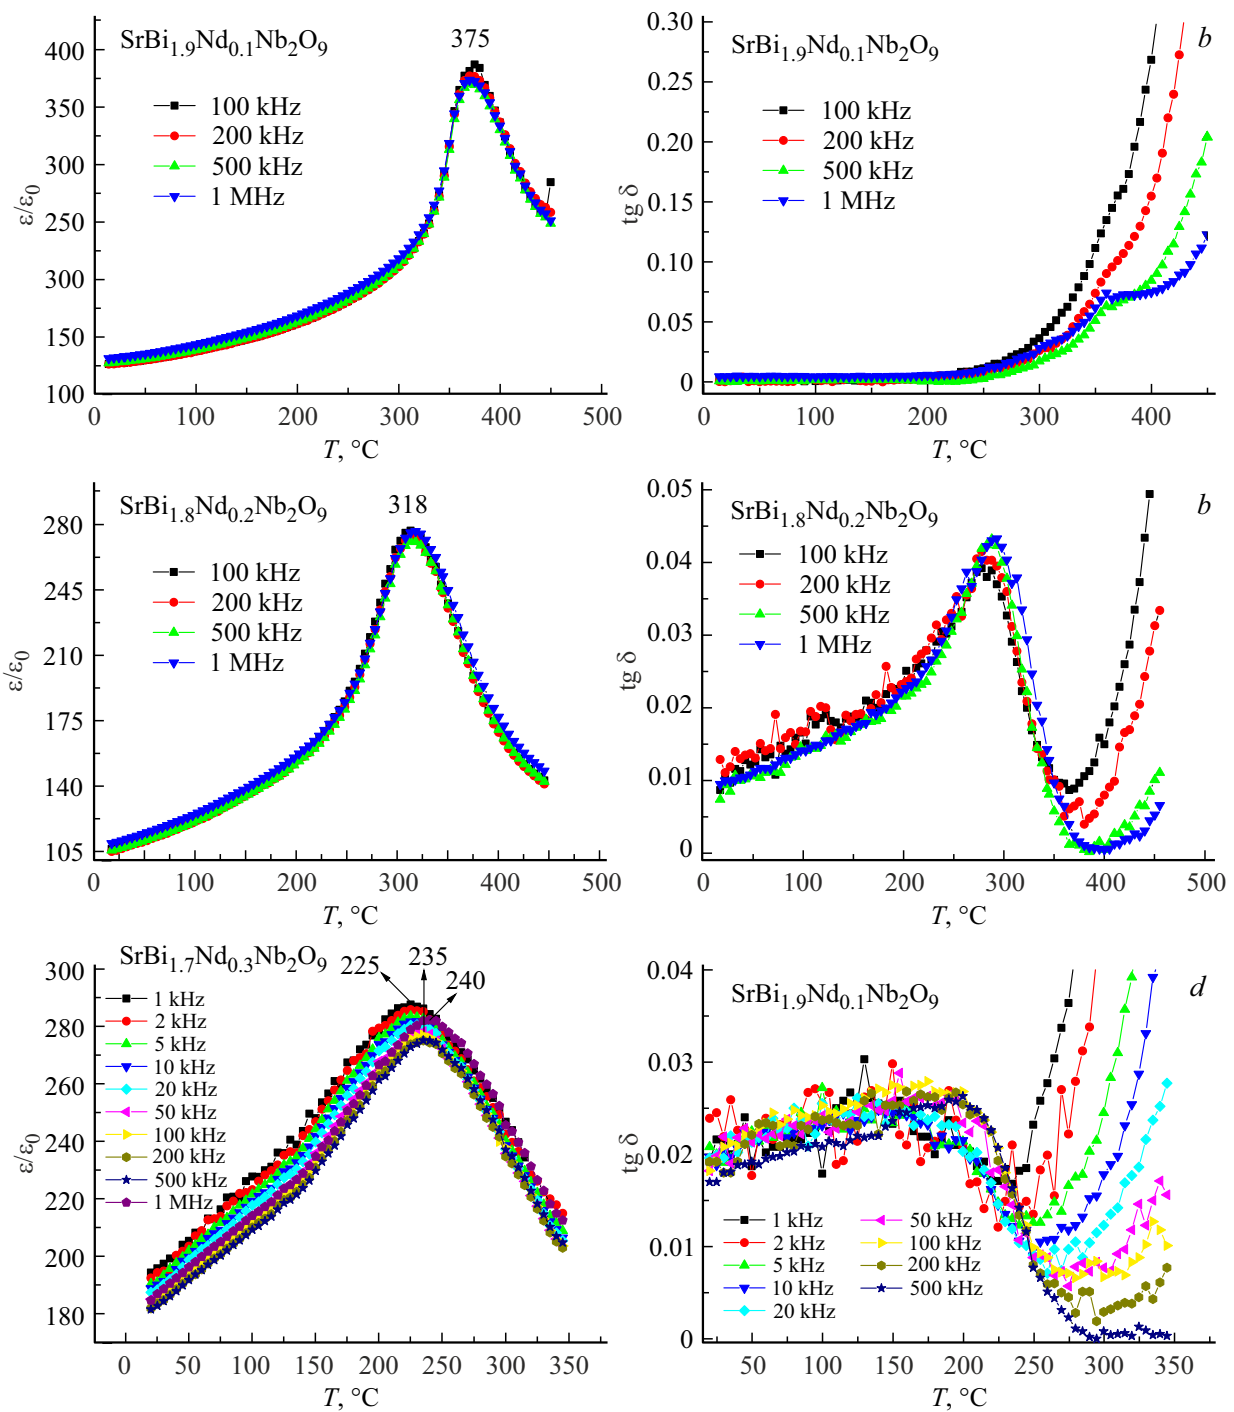 SrBi1.9Nd0.1Nb2O9
375
400
350
300
250
300
150
100
ε/ε0
100 kHz
200 kHz
500 kHz
1 MHz
0 100 200 300 400 500
T, °C
SrBi1.9Nd0.1Nb2O9
b
0.30
0.25
0.20
0.15
0.10
0.05
0
tg δ
100 kHz
200 kHz
500 kHz
1 MHz
0 100 200 300 400
T, °C
SrBi1.8Nd0.2Nb2O9
318
280
245
210
175
140
105
ε/ε0
100 kHz
200 kHz
500 kHz
1 MHz
0 100 200 300 400 500
T, °C
SrBi1.8Nd0.2Nb2O9
b
0.05
0.04
0.03
0.02
0.01
0
tg δ
100 kHz
200 kHz
500 kHz
1 MHz
0 100 200 300 400 500
T, °C
SrBi1.7Nd0.3Nb2O9
225
235
240
300
280
260
240
220
200
180
ε/ε0
1 kHz
2 kHz
5 kHz
10 kHz
20 kHz
50 kHz
100 kHz
200 kHz
500 kHz
1 MHz
0 50 100 150 200 250 300 350
T, °C
SrBi1.9Nd0.1Nb2O9
d
0.04
0.03
0.02
0.01
0
tg δ
1 kHz
2 kHz
5 kHz
10 kHz
20 kHz
50 kHz
100 kHz
200 kHz
500 kHz
50 100 150 200 250 300 350
T, °C